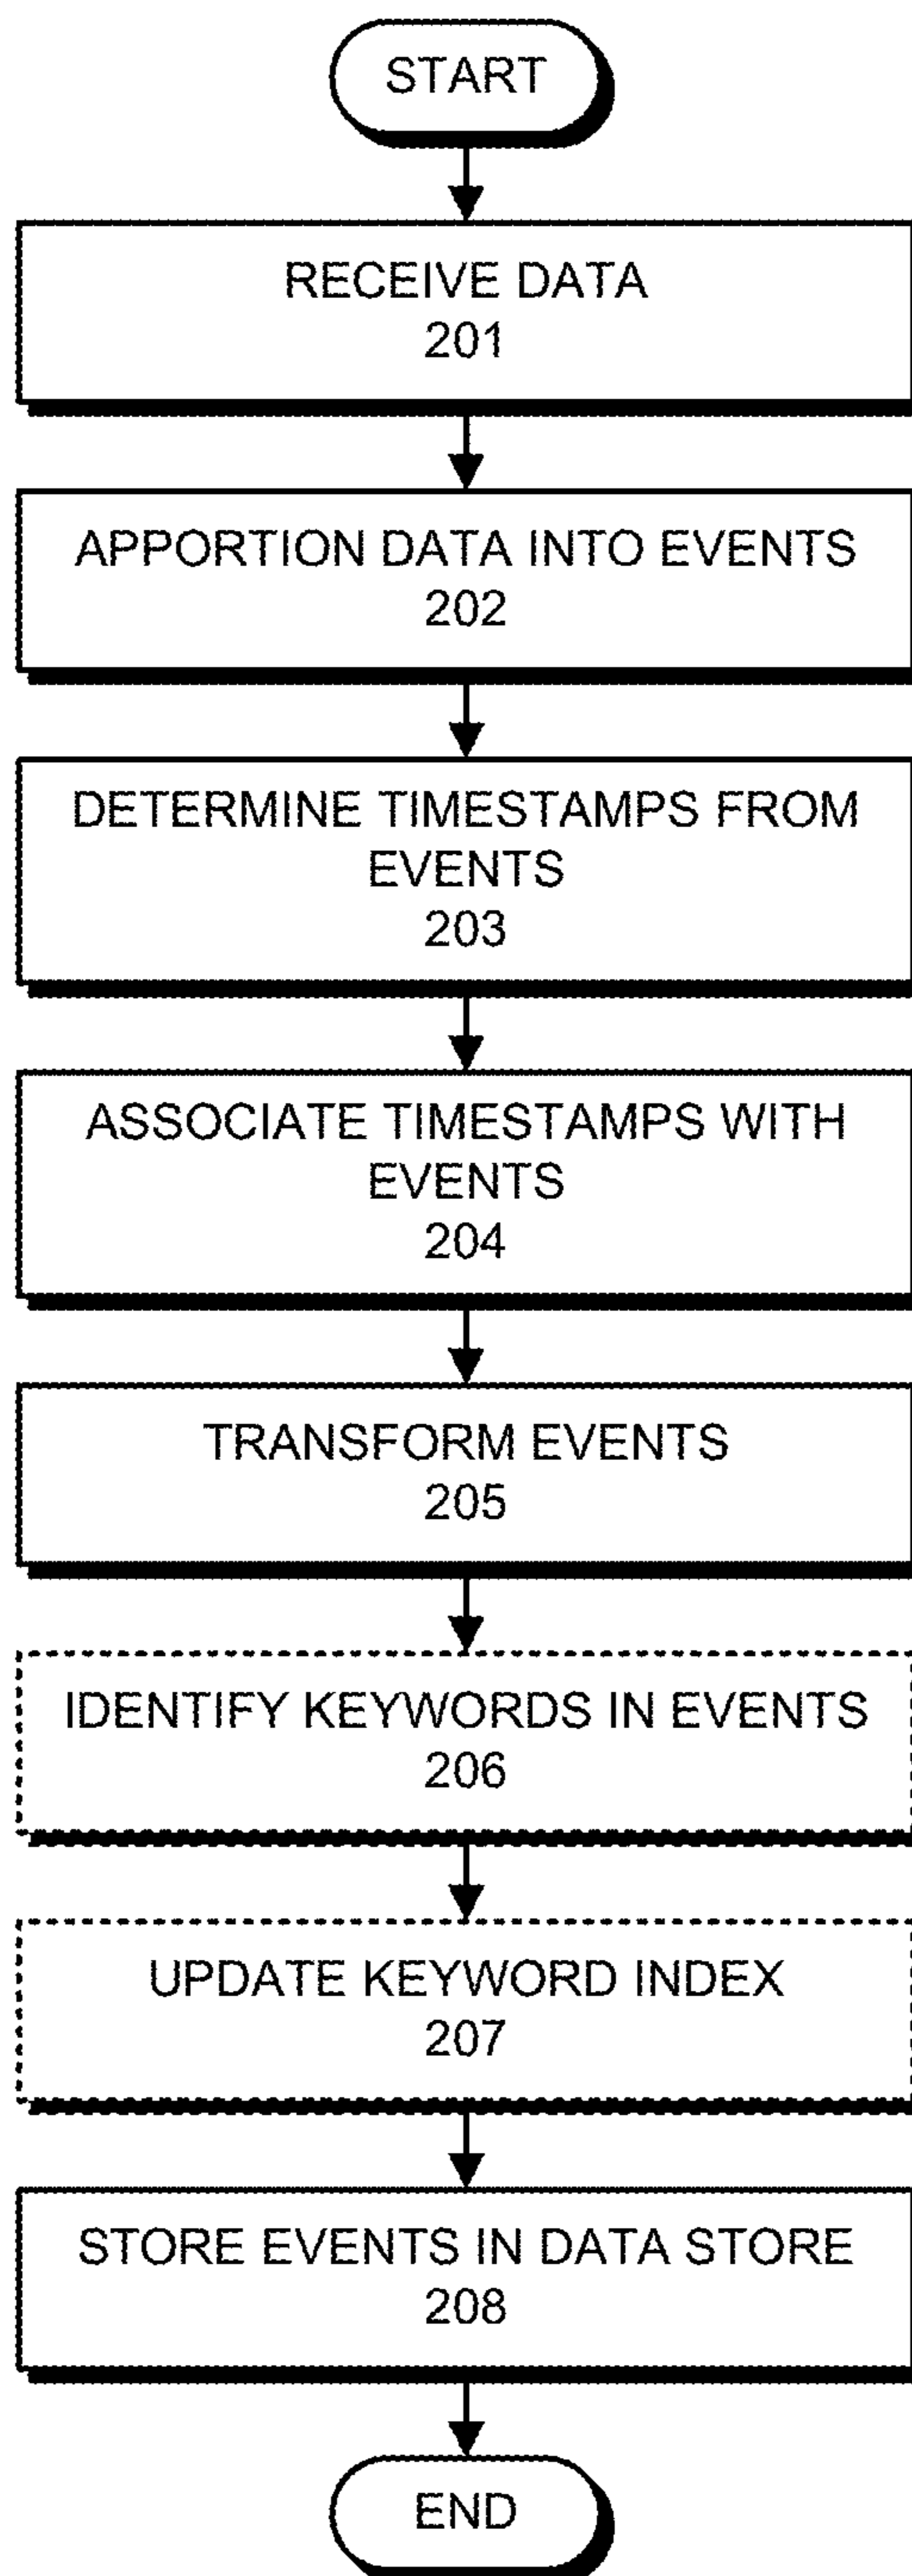 START
RECEIVE DATA
201
APPORTION DATA INTO EVENTS
202
DETERMINE TIMESTAMPS FROM
EVENTS
203
ASSOCIATE TIMESTAMPS WITH
EVENTS
204
TRANSFORM EVENTS
205
IDENTIFY KEYWORDS IN EVENTS
206
UPDATE KEYWORD INDEX
207
STORE EVENTS IN DATA STORE
208
END